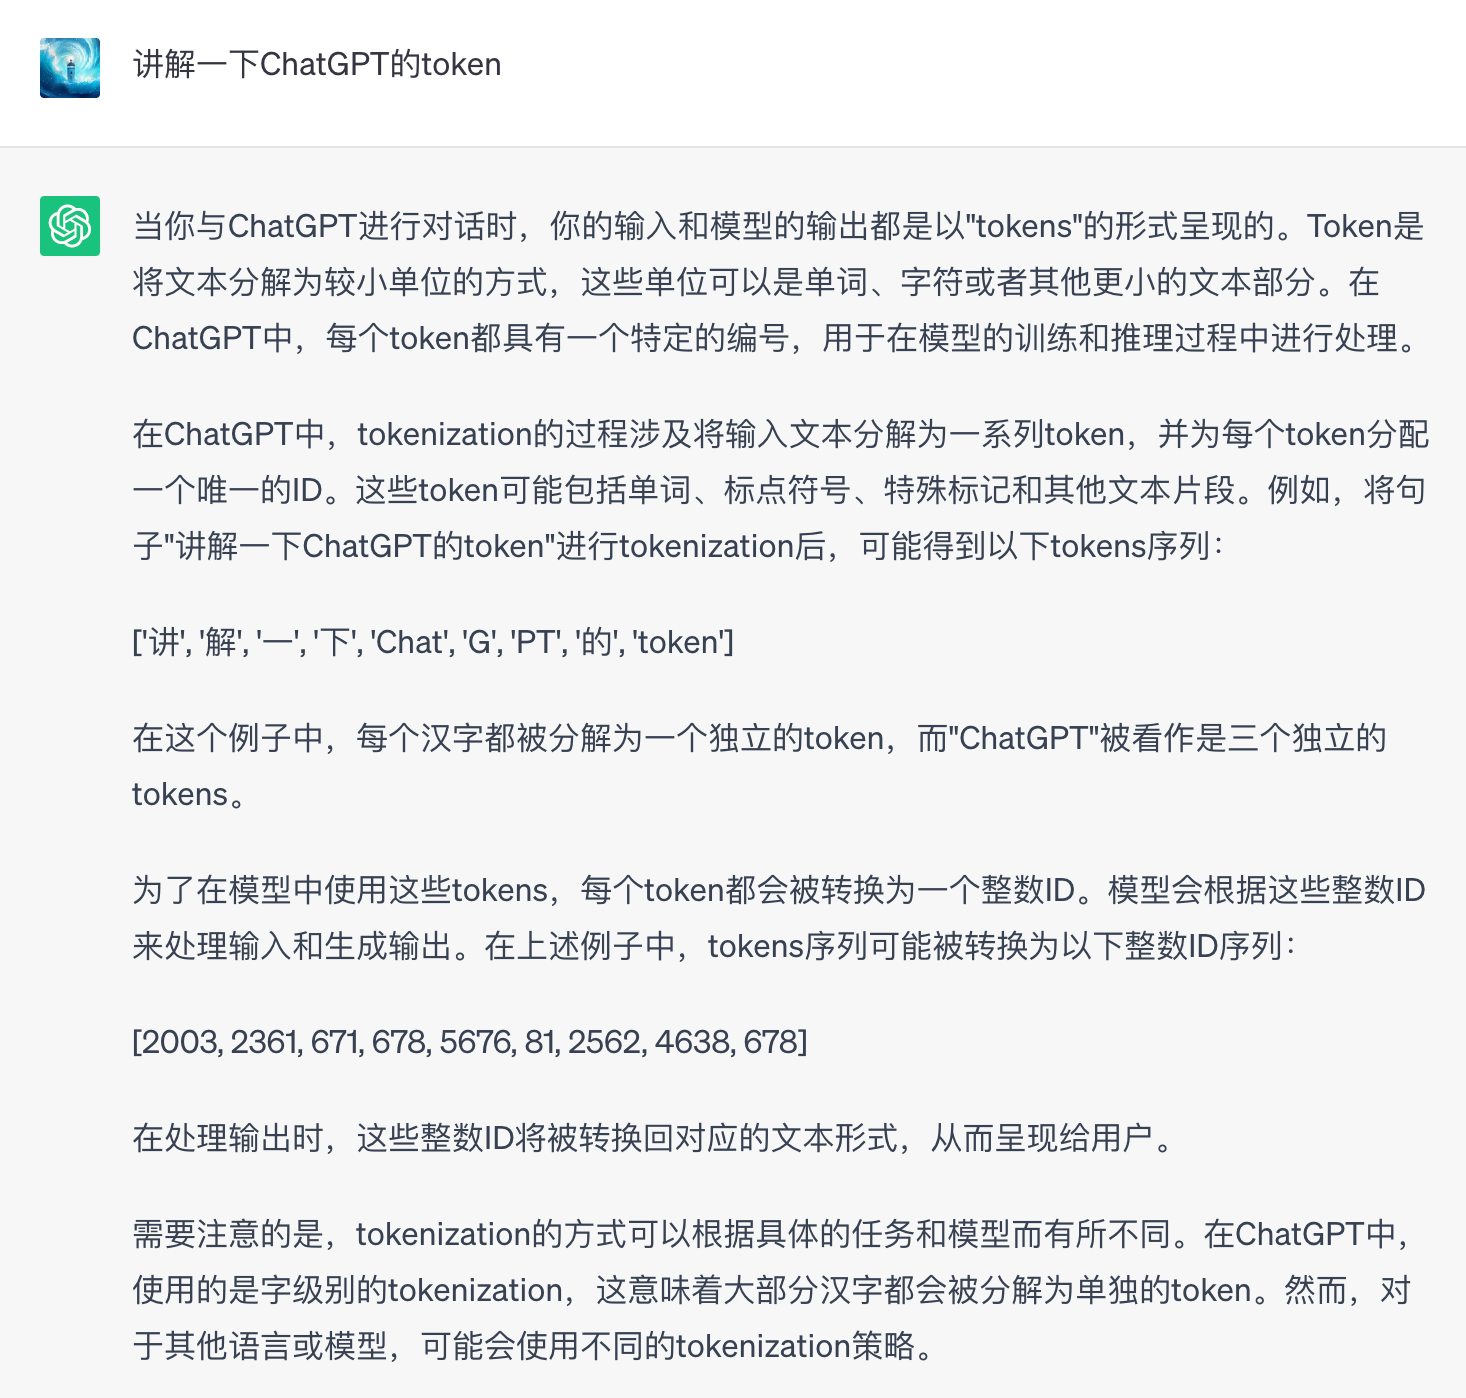 讲解一下ChatGPT的token
当你与ChatGPT进行对话时，你的输入和模型的输出都是以"tokens"的形式呈现的。Token是
将文本分解为较小单位的方式，这些单位可以是单词、字符或者其他更小的文本部分。在
ChatGPT中，每个token都具有一个特定的编号，用于在模型的训练和推理过程中进行处理。
在ChatGPT中，tokenization的过程涉及将输入文本分解为一系列token，并为每个token分配
一个唯一的ID。这些token可能包括单词、标点符号、特殊标记和其他文本片段。例如，将句
子"讲解一下ChatGPT的token"进行tokenization后，可能得到以下tokens序列：
['讲', '解', '一', '下', 'Chat', 'G', 'PT', '的', 'token']
在这个例子中，每个汉字都被分解为一个独立的token，而"ChatGPT"被看作是三个独立的
tokens。
为了在模型中使用这些tokens，每个token都会被转换为一个整数ID。模型会根据这些整数ID
来处理输入和生成输出。在上述例子中，tokens序列可能被转换为以下整数ID序列：
[2003, 2361, 671, 678, 5676, 81, 2562, 4638, 678]
在处理输出时，这些整数ID将被转换回对应的文本形式，从而呈现给用户。
需要注意的是，tokenization的方式可以根据具体的任务和模型而有所不同。在ChatGPT中，
使用的是字级别的tokenization，这意味着大部分汉字都会被分解为单独的token。然而，对
于其他语言或模型，可能会使用不同的tokenization策略。